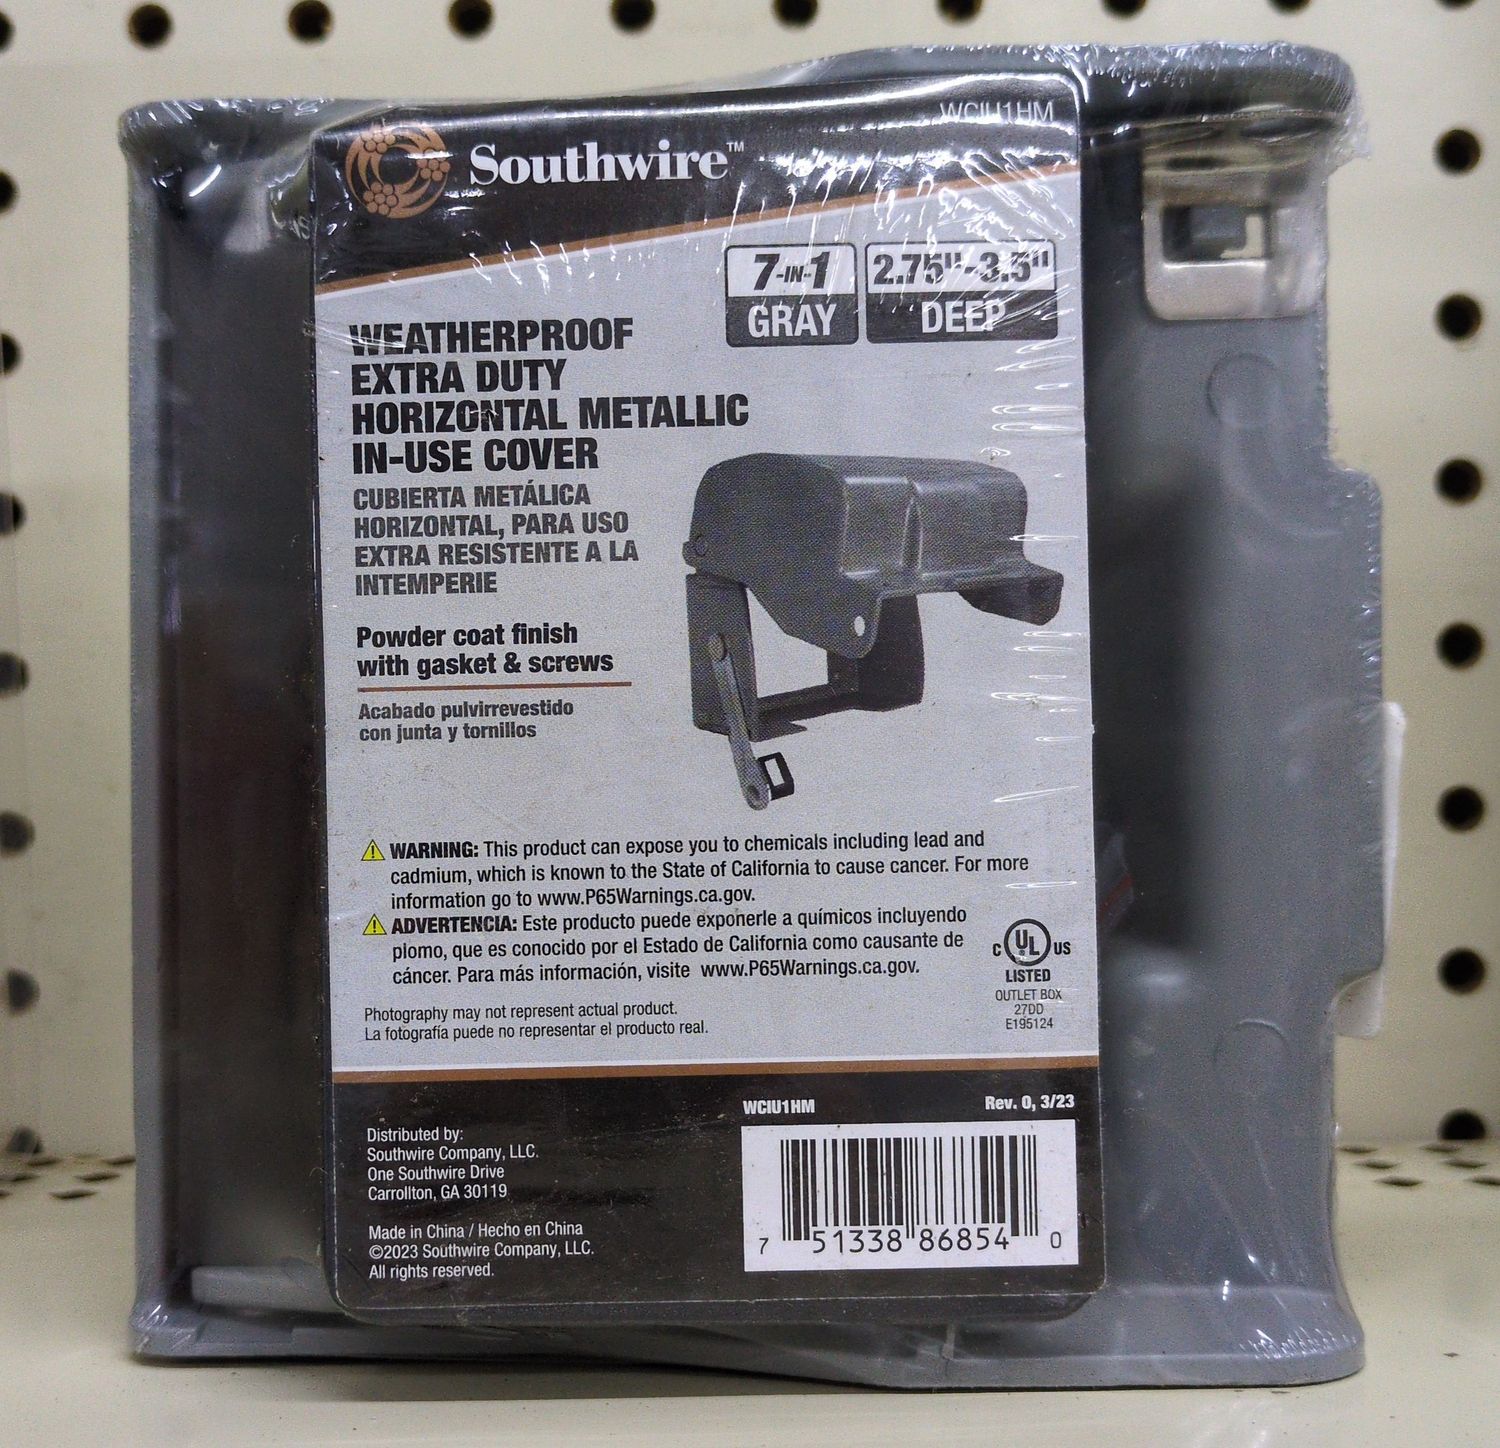 WCIU1HM
Southwire™
7-IN-1
GRAY
2.75"-3.5"
DEEP
WEATHERPROOF
EXTRA DUTY
HORIZONTAL METALLIC
IN-USE COVER
CUBIERTA METÁLICA
HORIZONTAL, PARA USO
EXTRA RESISTENTE A LA
INTEMPERIE
Powder coat finish
with gasket & screws
Acabado pulvirrevestido
con junta y tornillos
WARNING: This product can expose you to chemicals including lead and
cadmium, which is known to the State of California to cause cancer. For more
information go to www.P65Warnings.ca.gov.
ADVERTENCIA: Este producto puede exponerle a químicos incluyendo
plomo, que es conocido por el Estado de California como causante de
cáncer. Para más información, visite www.P65Warnings.ca.gov.
C UL US
LISTED
OUTLET BOX
27DD
E195124
Photography may not represent actual product.
La fotografía puede no representar el producto real.
WCIU1HM
Rev. 0, 3/23
Distributed by:
Southwire Company, LLC.
One Southwire Drive
Carrollton, GA 30119
Made in China / Hecho en China
©2023 Southwire Company, LLC.
All rights reserved.
7 51338 86854 0